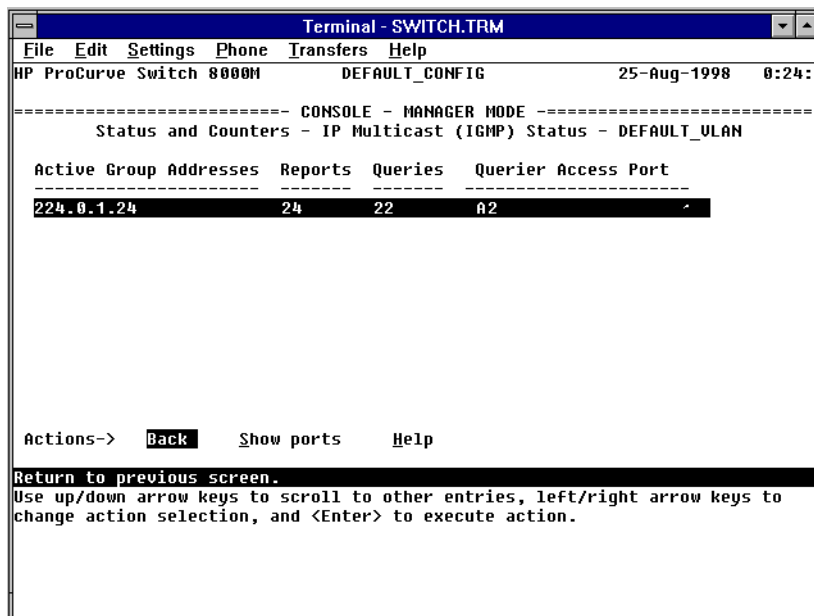 Terminal - SWITCH.TRM
File Edit Settings Phone Transfers Help
HP ProCurve Switch 8000M DEFAULT_CONFIG 25-Aug-1998 0:24:
==========================- CONSOLE - MANAGER MODE -==========================
Status and Counters - IP Multicast (IGMP) Status - DEFAULT_VLAN
Active Group Addresses Reports Queries Querier Access Port
---------------------- ------- ------- ----------------------
224.0.1.24 24 22 A2
Actions-> Back Show ports Help
Return to previous screen.
Use up/down arrow keys to scroll to other entries, left/right arrow keys to
change action selection, and <Enter> to execute action.